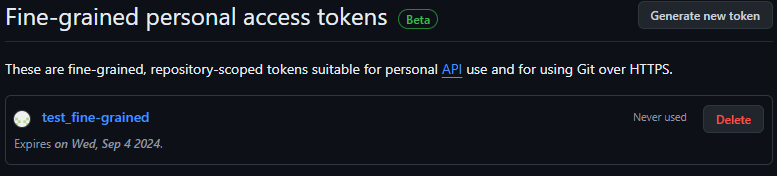 Fine-grained personal access tokens Beta Generate new token
These are fine-grained, repository-scoped tokens suitable for personal API use and for using Git over HTTPS.
test_fine-grained Never used Delete
Expires on Wed, Sep 4 2024.